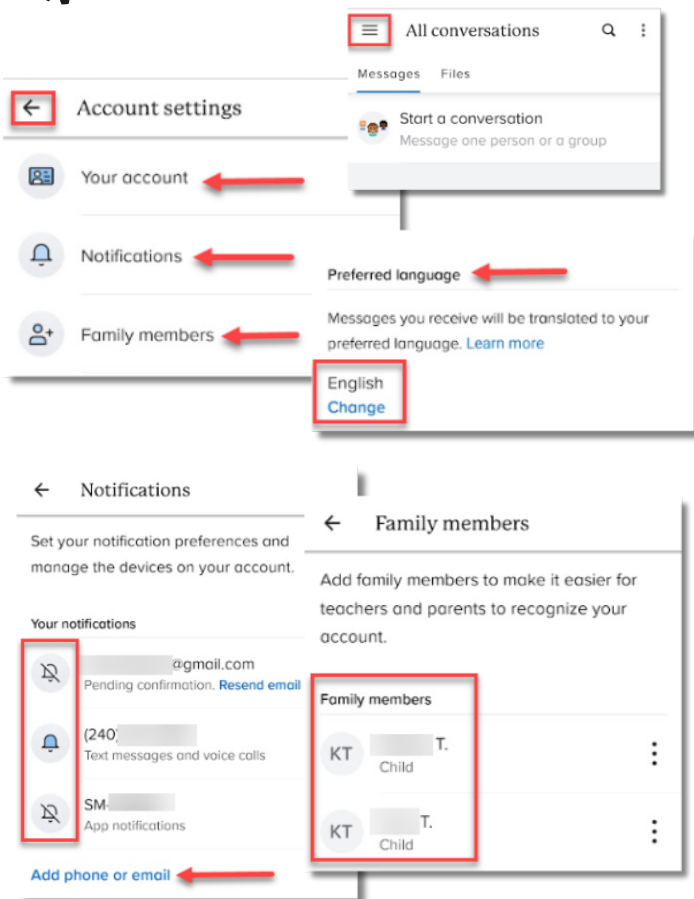 All conversations
Messages Files
Start a conversation
Message one person or a group
Account settings
Your account
Notifications
Family members
Preferred language
Messages you receive will be translated to your
preferred language. Learn more
English
Change
Notifications
Set your notification preferences and
manage the devices on your account.
Your notifications
@gmail.com
Pending confirmation. Resend email
(240)
Text messages and voice calls
SM-
App notifications
Add phone or email
Family members
Add family members to make it easier for
teachers and parents to recognize your
account.
Family members
KT T.
Child
KT T.
Child